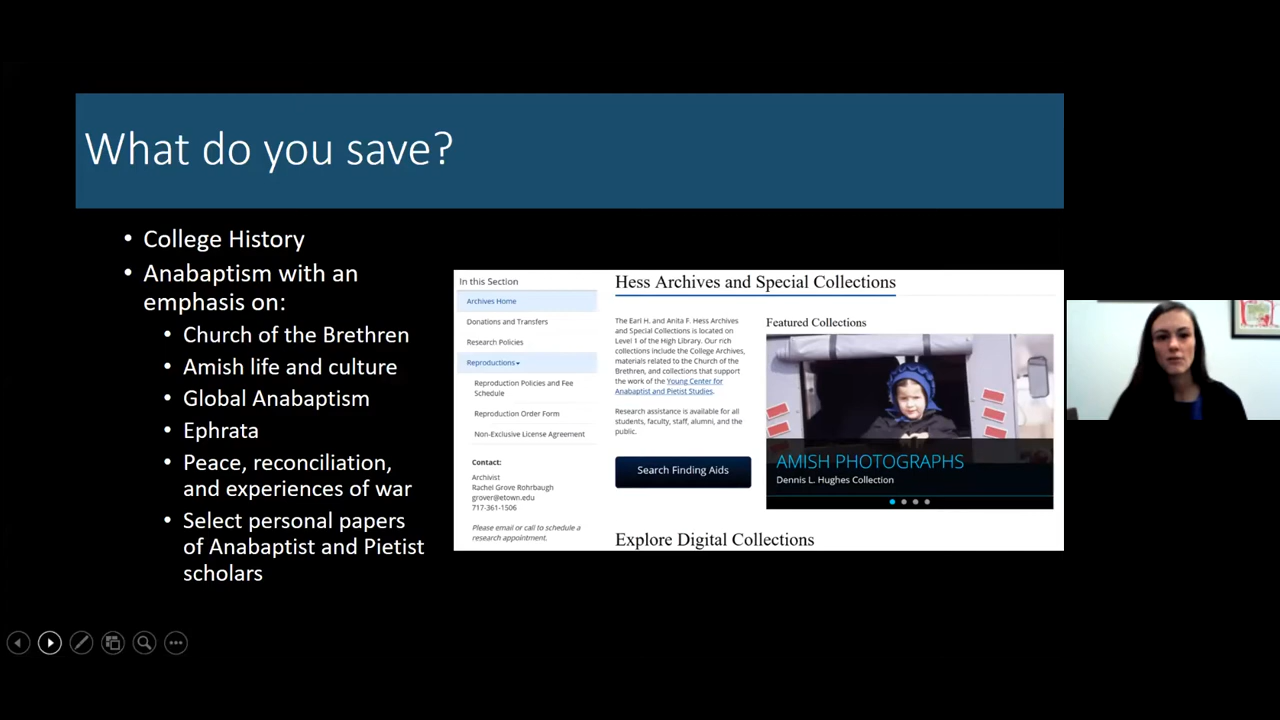 What do you save?
• College History
• Anabaptism with an
emphasis on:
• Church of the Brethren
• Amish life and culture
• Global Anabaptism
• Ephrata
• Peace, reconciliation,
and experiences of war
• Select personal papers
of Anabaptist and Pietist
scholars
In this Section
Archives Home
Donations and Transfers
Research Policies
Reproductions
Reproduction Policies and Fee
Schedule
Reproduction Order Form
Non-Exclusive License Agreement
Contact:
Archivist
Rachel Grove Rohrbaugh
grover@etown.edu
717-361-1506
Please email or call to schedule a
research appointment.
Hess Archives and Special Collections
The Earl H. and Anita F. Hess Archives
and Special Collections is located on
Level 1 of the High Library. Our rich
collections include the College Archives,
materials related to the Church of the
Brethren, and collections that support
the work of the Young Center for
Anabaptist and Pietist Studies.
Research assistance is available for all
students, faculty, staff, alumni, and the
public.
Search Finding Aids
Featured Collections
AMISH PHOTOGRAPHS
Dennis L. Hughes Collection
Explore Digital Collections